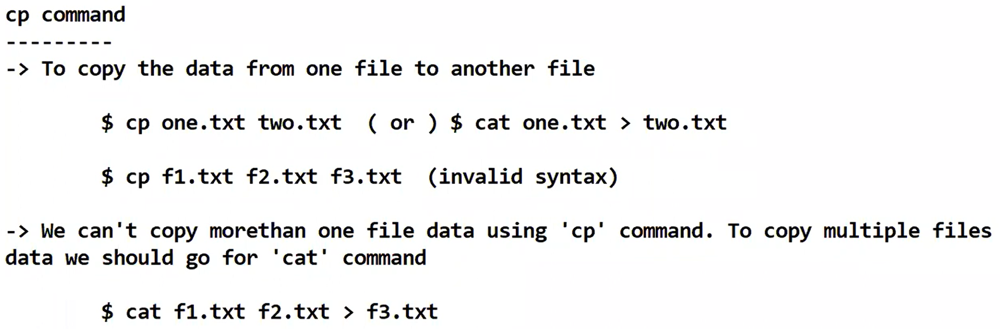 cp command
---------
-> To copy the data from one file to another file
$ cp one.txt two.txt ( or ) $ cat one.txt > two.txt
$ cp f1.txt f2.txt f3.txt (invalid syntax)
-> We can't copy morethan one file data using 'cp' command. To copy multiple files
data we should go for 'cat' command
$ cat f1.txt f2.txt > f3.txt